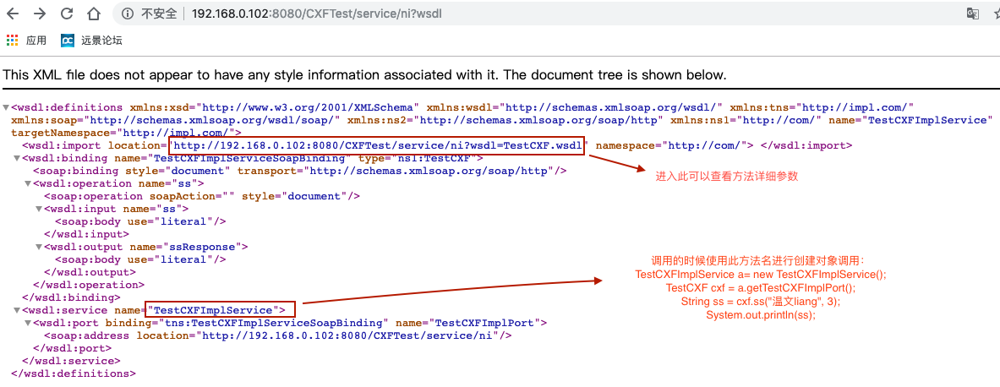 不安全 192.168.0.102:8080/CXFTest/service/ni?wsdl
应用 远景论坛
This XML file does not appear to have any style information associated with it. The document tree is shown below.
<wsdl:definitions xmlns:xsd="http://www.w3.org/2001/XMLSchema" xmlns:wsdl="http://schemas.xmlsoap.org/wsdl/" xmlns:tns="http://impl.com/"
xmlns:soap="http://schemas.xmlsoap.org/wsdl/soap/" xmlns:ns2="http://schemas.xmlsoap.org/soap/http" xmlns:ns1="http://com/" name="TestCXFImplService"
targetNamespace="http://impl.com/">
<wsdl:import location="http://192.168.0.102:8080/CXFTest/service/ni?wsdl=TestCXF.wsdl" namespace="http://com/"> </wsdl:import>
<wsdl:binding name="TestCXFImplServiceSoapBinding" type="ns1:TestCXF">
<soap:binding style="document" transport="http://schemas.xmlsoap.org/soap/http"/>
进入此可以查看方法详细参数
<wsdl:operation name="ss">
<soap:operation soapAction="" style="document"/>
<wsdl:input name="ss">
<soap:body use="literal"/>
</wsdl:input>
<wsdl:output name="ssResponse">
<soap:body use="literal"/>
</wsdl:output>
</wsdl:operation>
</wsdl:binding>
调用的时候使用此方法名进行创建对象调用：
TestCXFImplService a= new TestCXFImplService();
TestCXF cxf = a.getTestCXFImplPort();
String ss = cxf.ss("温文liang", 3);
System.out.println(ss);
<wsdl:service name="TestCXFImplService">
<wsdl:port binding="tns:TestCXFImplServiceSoapBinding" name="TestCXFImplPort">
<soap:address location="http://192.168.0.102:8080/CXFTest/service/ni"/>
</wsdl:port>
</wsdl:service>
</wsdl:definitions>